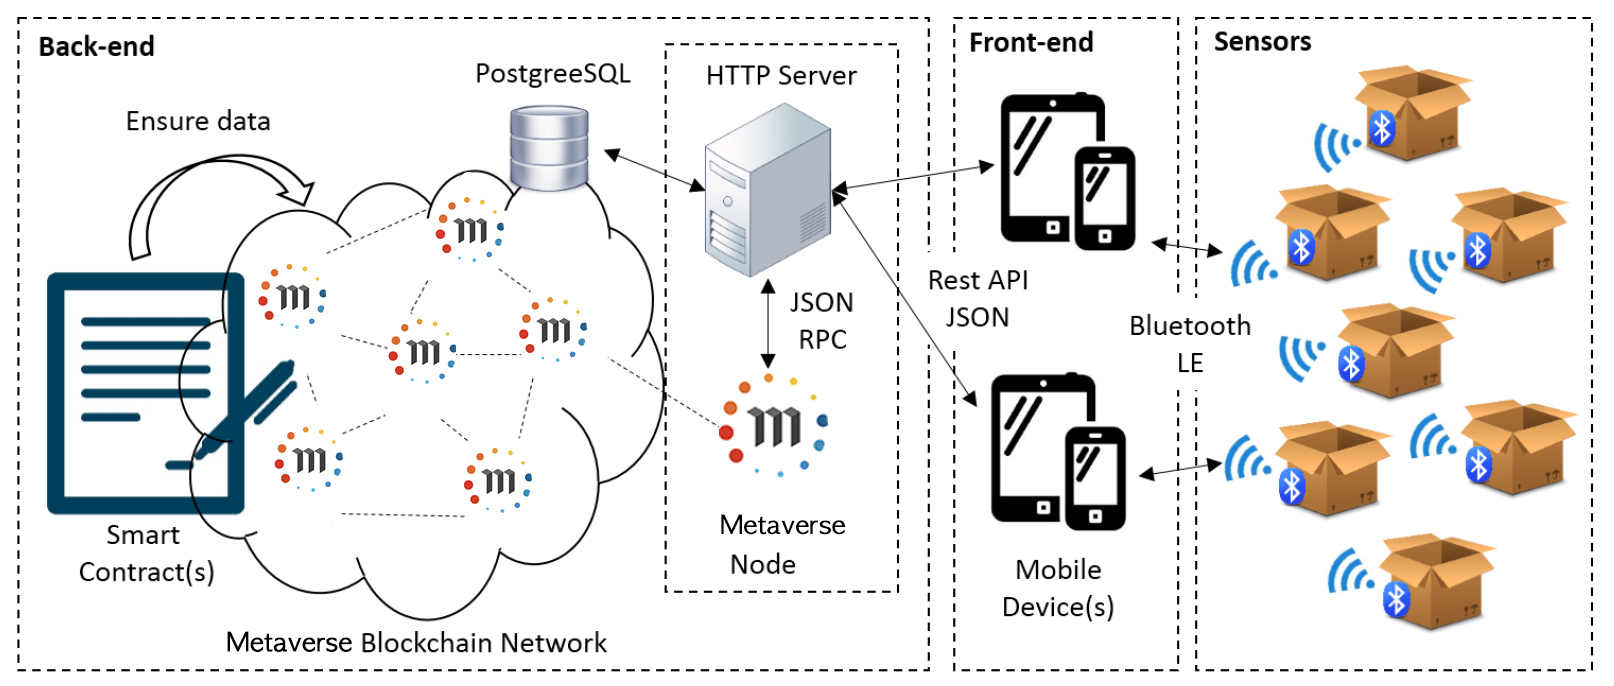 Back-end
PostgreeSQL
HTTP Server
Ensure data
JSON
RPC
Smart
Contract(s)
Metaverse
Node
Metaverse Blockchain Network
Front-end
Rest API
JSON
Mobile
Device(s)
Bluetooth
LE
Sensors